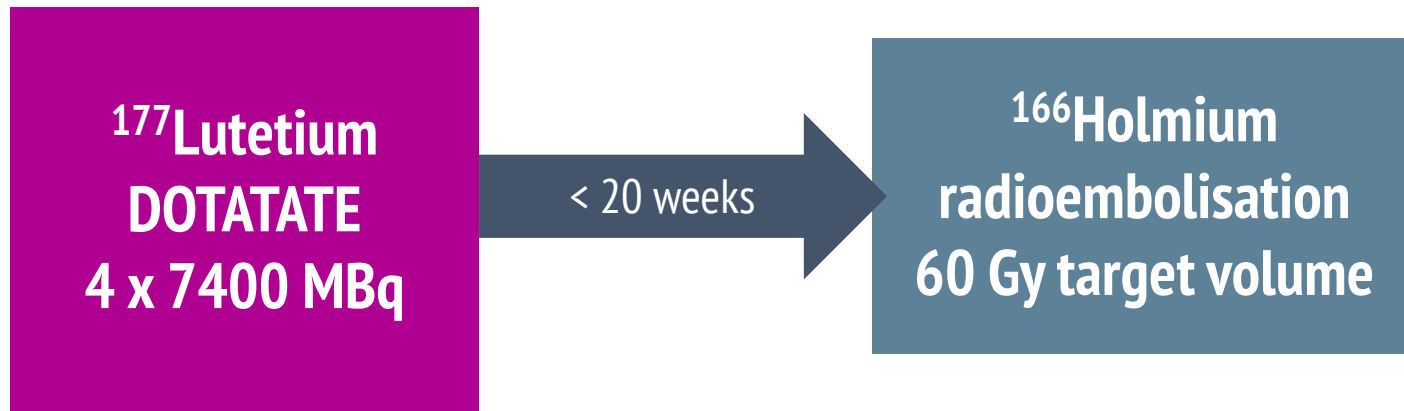 ¹⁷⁷Lutetium
DOTATATE
4 x 7400 MBq
< 20 weeks
¹⁶⁶Holmium
radioembolisation
60 Gy target volume